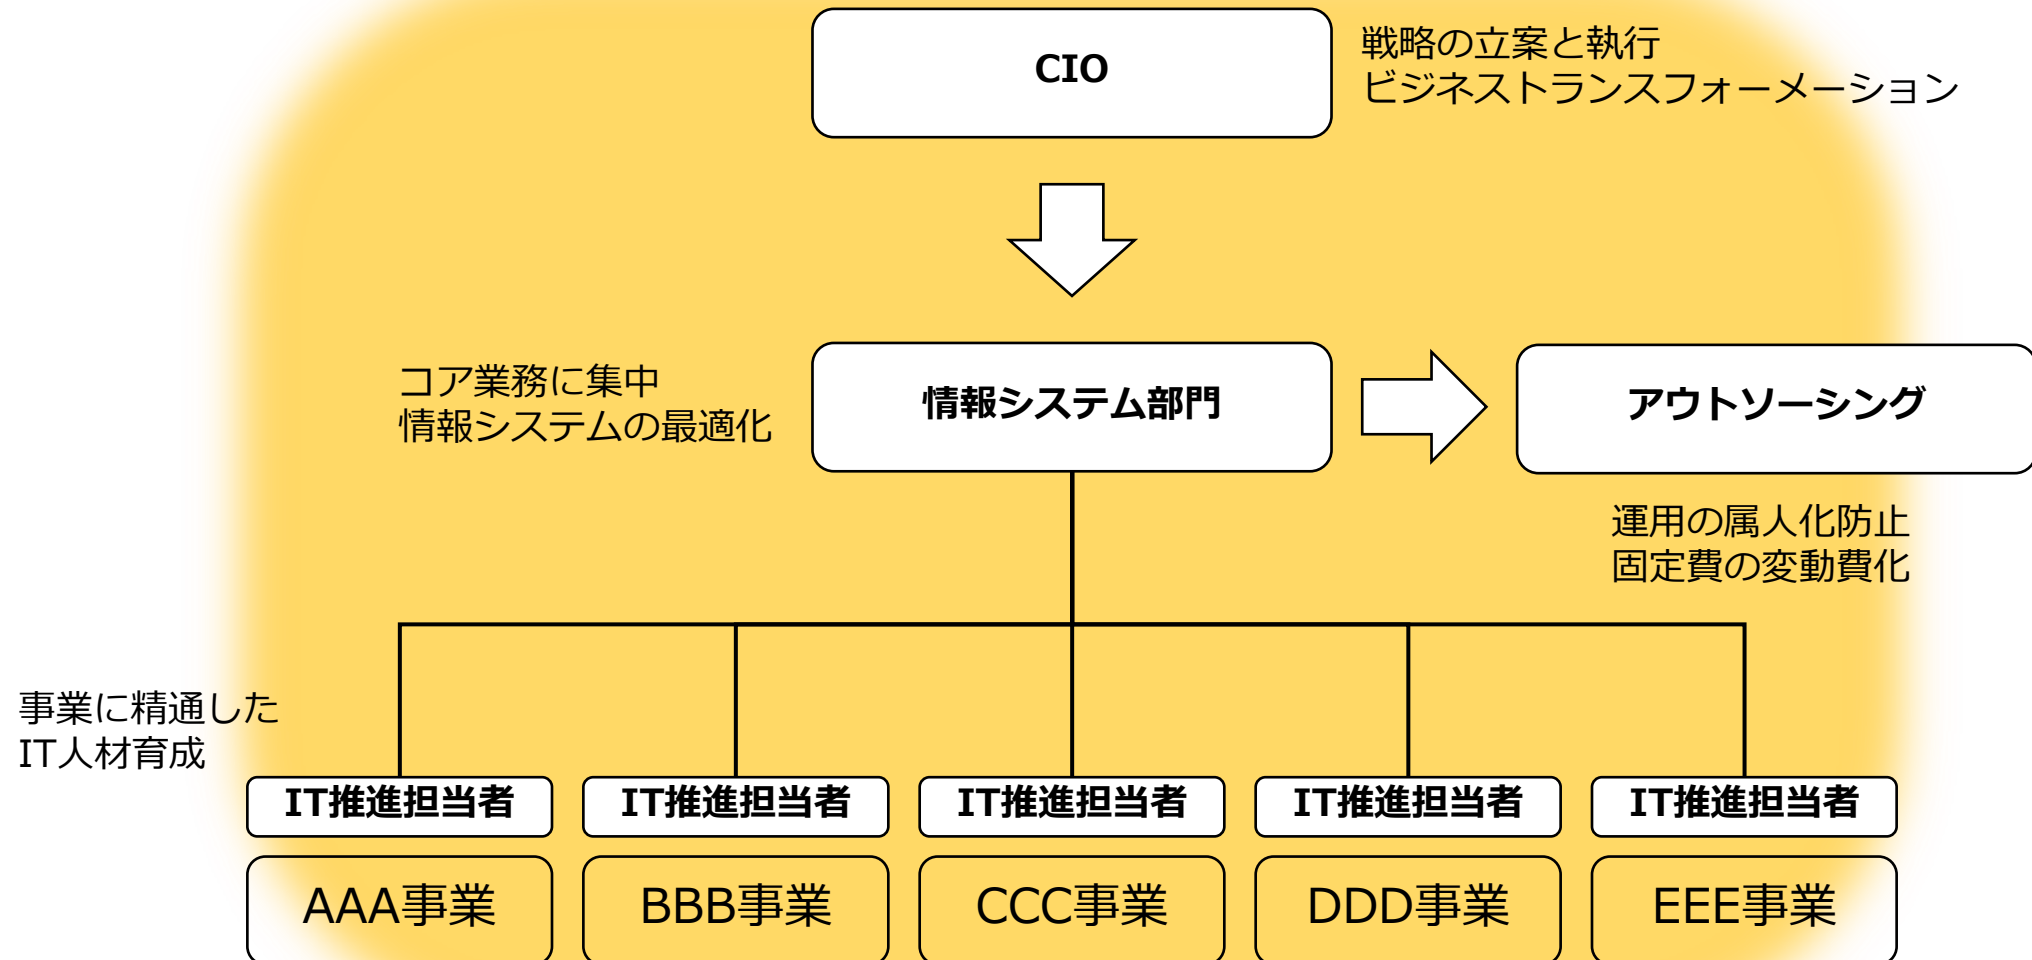 CIO
戦略の立案と執行
ビジネストランスフォーメーション
コア業務に集中
情報システムの最適化
情報システム部門
アウトソーシング
運用の属人化防止
固定費の変動費化
事業に精通した
IT人材育成
IT推進担当者
IT推進担当者
IT推進担当者
IT推進担当者
IT推進担当者
AAA事業
BBB事業
CCC事業
DDD事業
EEE事業